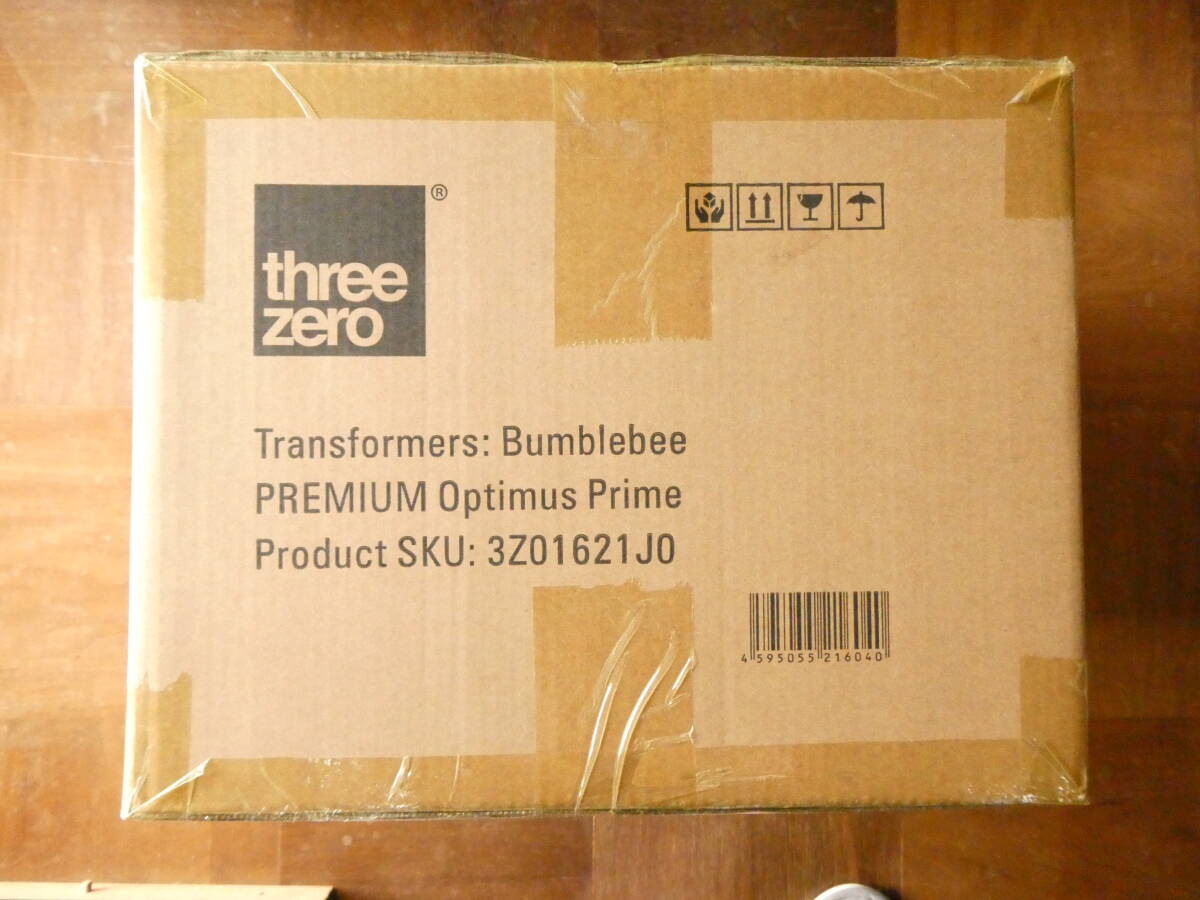 three
zero
®
Transformers: Bumblebee
PREMIUM Optimus Prime
Product SKU: 3Z01621J0
4 595055 216040